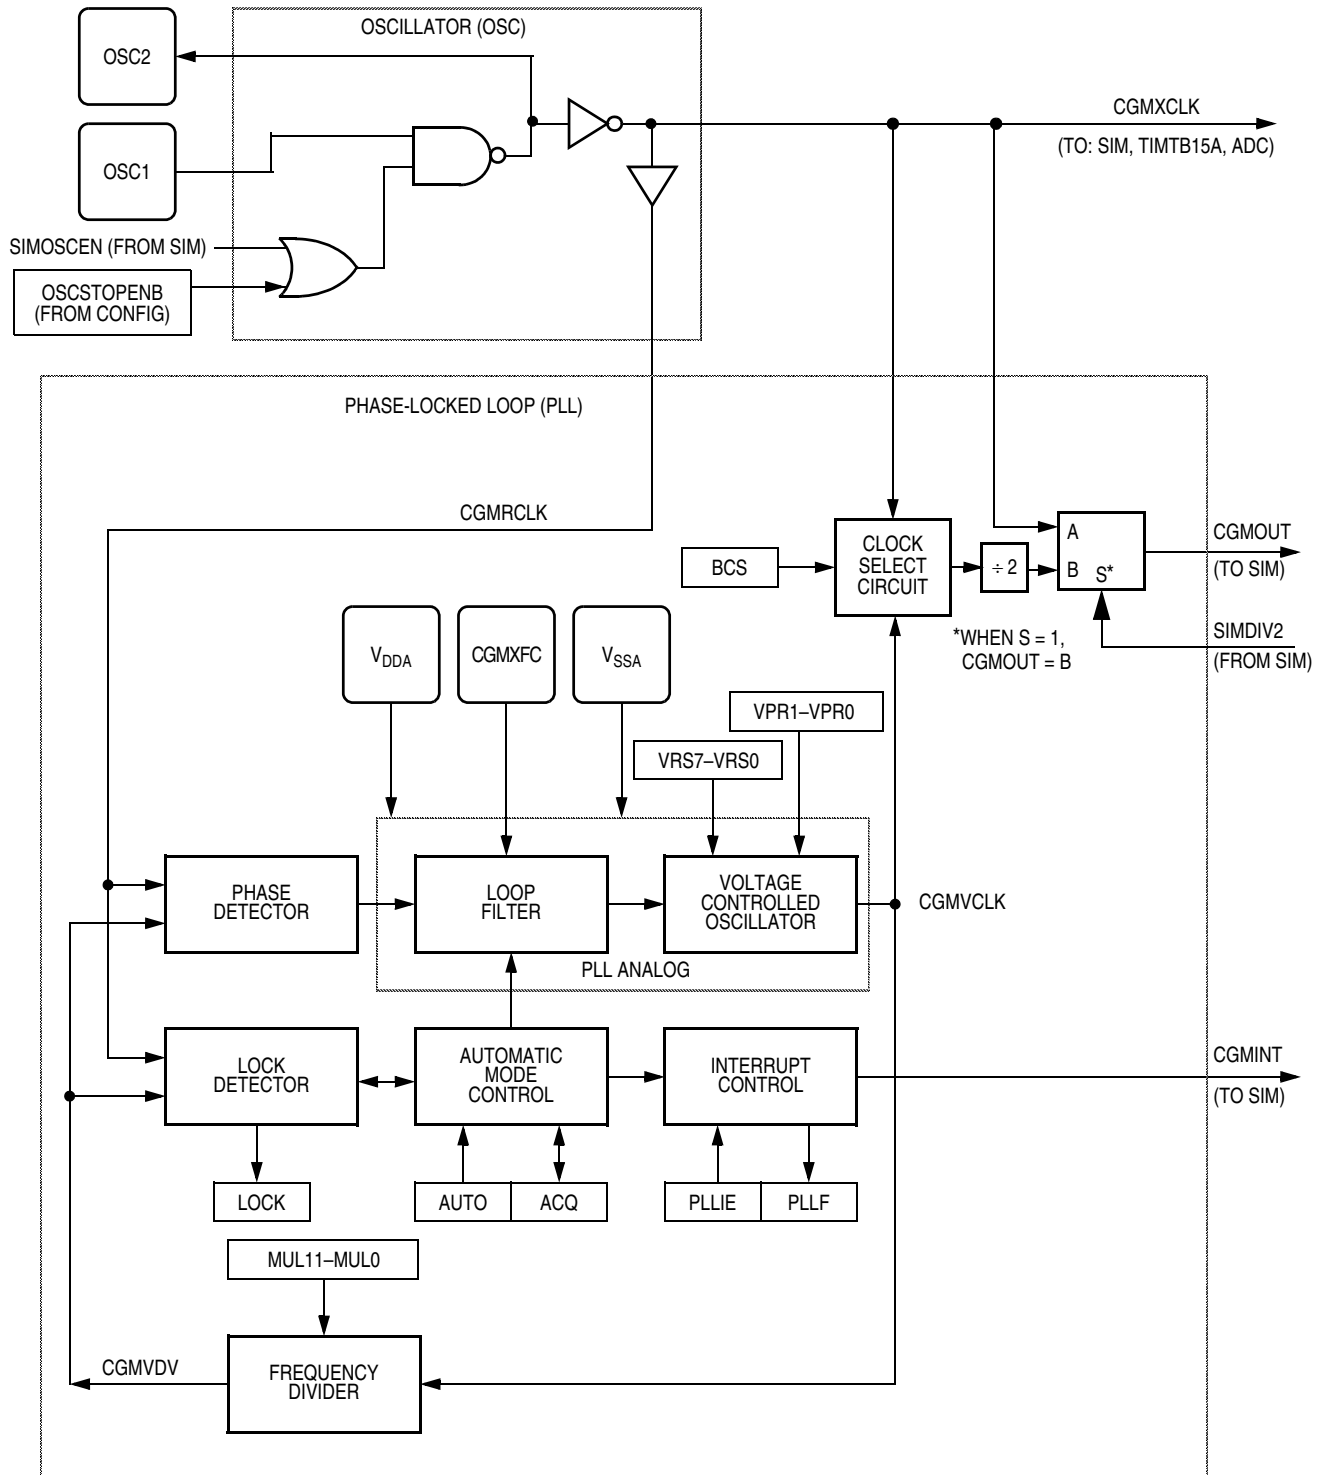 OSCILLATOR (OSC)
OSC2
OSC1
CGMXCLK
(TO: SIM, TIMTB15A, ADC)
SIMOSCEN (FROM SIM)
OSCSTOPENB
(FROM CONFIG)
PHASE-LOCKED LOOP (PLL)
CGMRCLK
BCS
CLOCK
SELECT
CIRCUIT
÷ 2
A
B
S*
CGMOUT
(TO SIM)
*WHEN S = 1,
CGMOUT = B
SIMDIV2
(FROM SIM)
VDDA
CGMXFC
VSSA
VPR1–VPR0
VRS7–VRS0
PHASE
DETECTOR
LOOP
FILTER
VOLTAGE
CONTROLLED
OSCILLATOR
CGMVCLK
PLL ANALOG
LOCK
DETECTOR
AUTOMATIC
MODE
CONTROL
INTERRUPT
CONTROL
CGMINT
(TO SIM)
LOCK
AUTO
ACQ
PLLIE
PLLF
MUL11–MUL0
CGMVDV
FREQUENCY
DIVIDER